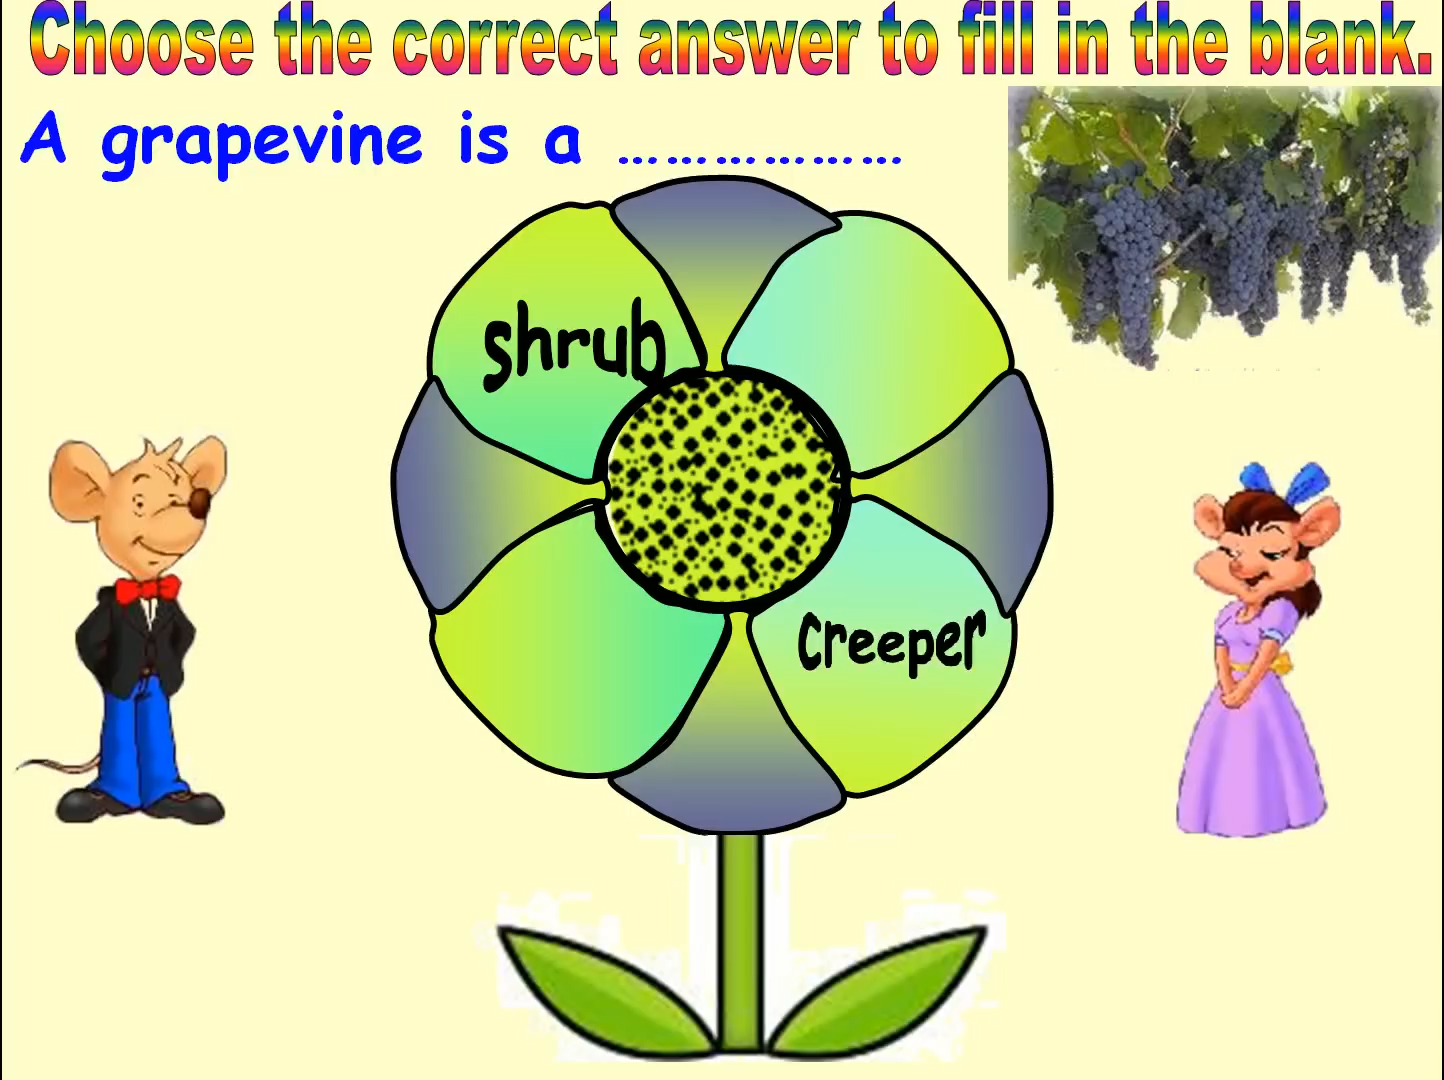 Choose the correct answer to fill in the blank.
A grapevine is a ………………
shrub
Creeper